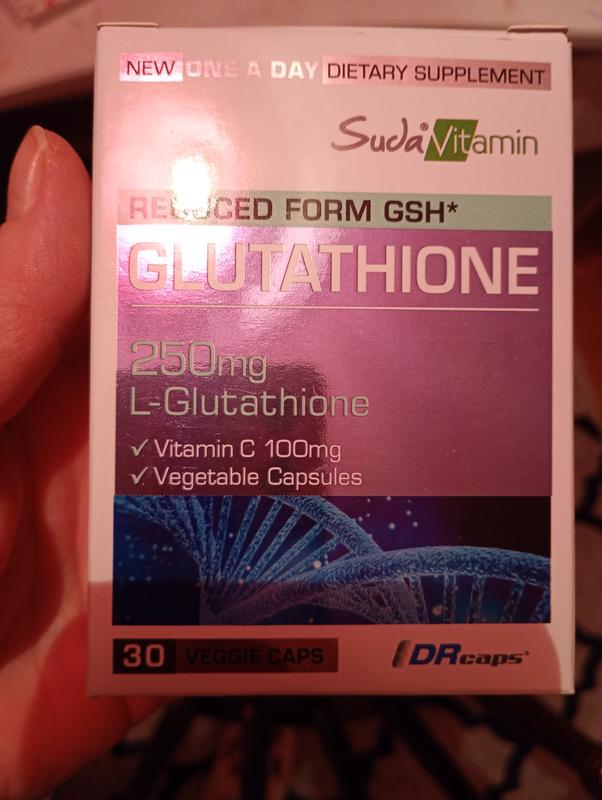 NEW ONE A DAY DIETARY SUPPLEMENT
Suda® Vitamin
REDUCED FORM GSH*
GLUTATHIONE
250mg
L-Glutathione
✓ Vitamin C 100mg
✓ Vegetable Capsules
30 VEGGIE CAPS
DRcaps